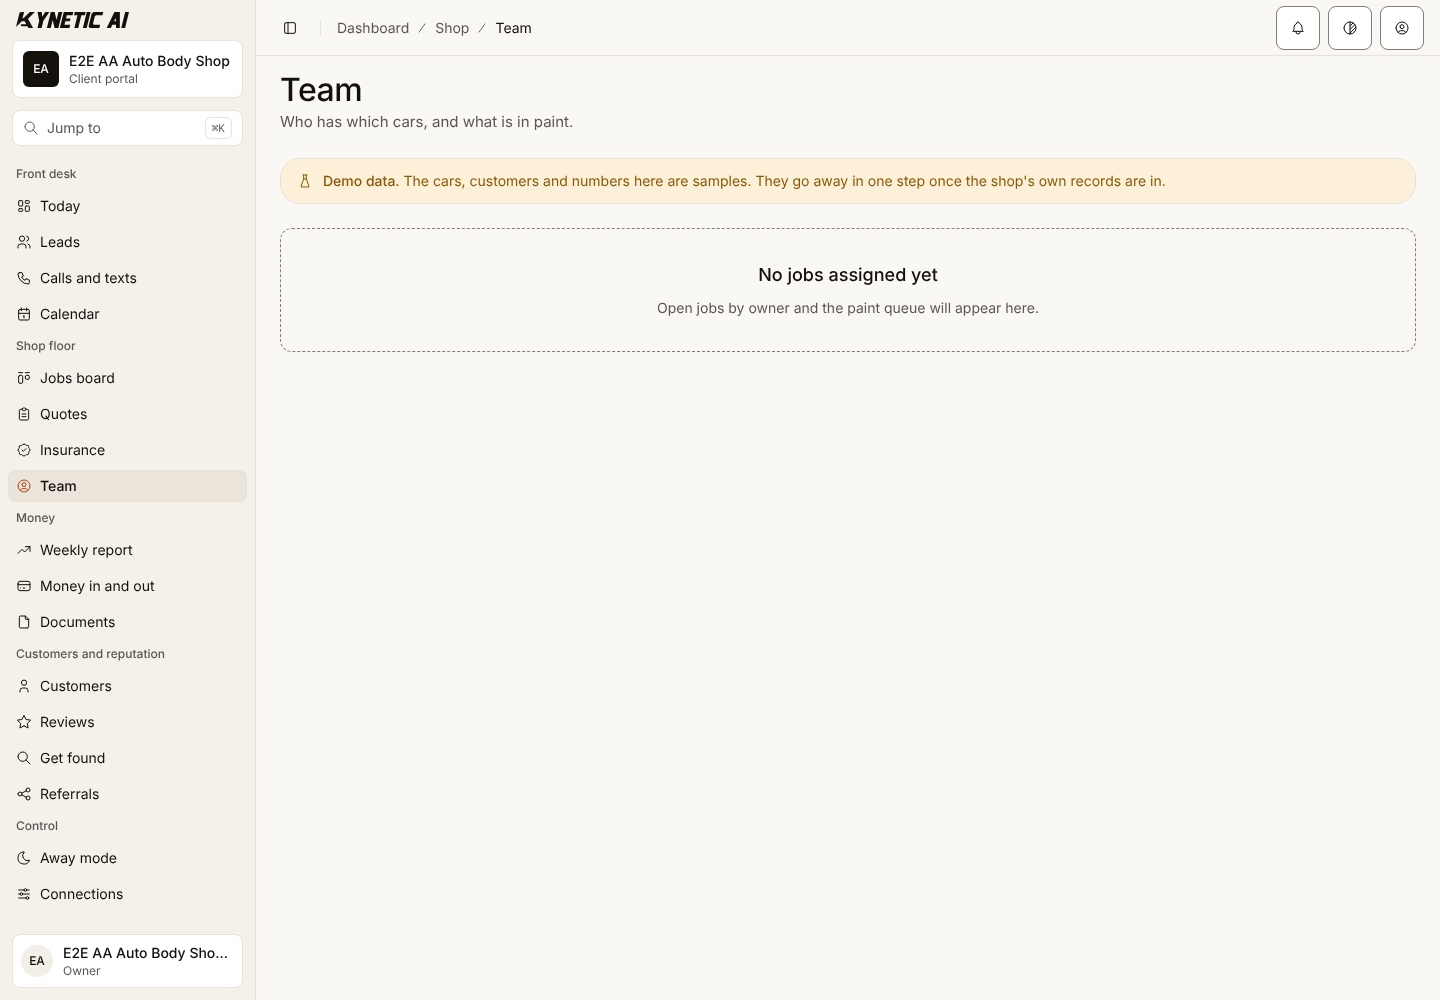 KYNETIC AI
EA
E2E AA Auto Body Shop
Client portal
Jump to
⌘K
Front desk
Today
Leads
Calls and texts
Calendar
Shop floor
Jobs board
Quotes
Insurance
Team
Money
Weekly report
Money in and out
Documents
Customers and reputation
Customers
Reviews
Get found
Referrals
Control
Away mode
Connections
EA
E2E AA Auto Body Sho...
Owner
Dashboard / Shop / Team
Team
Who has which cars, and what is in paint.
Demo data. The cars, customers and numbers here are samples. They go away in one step once the shop's own records are in.
No jobs assigned yet
Open jobs by owner and the paint queue will appear here.